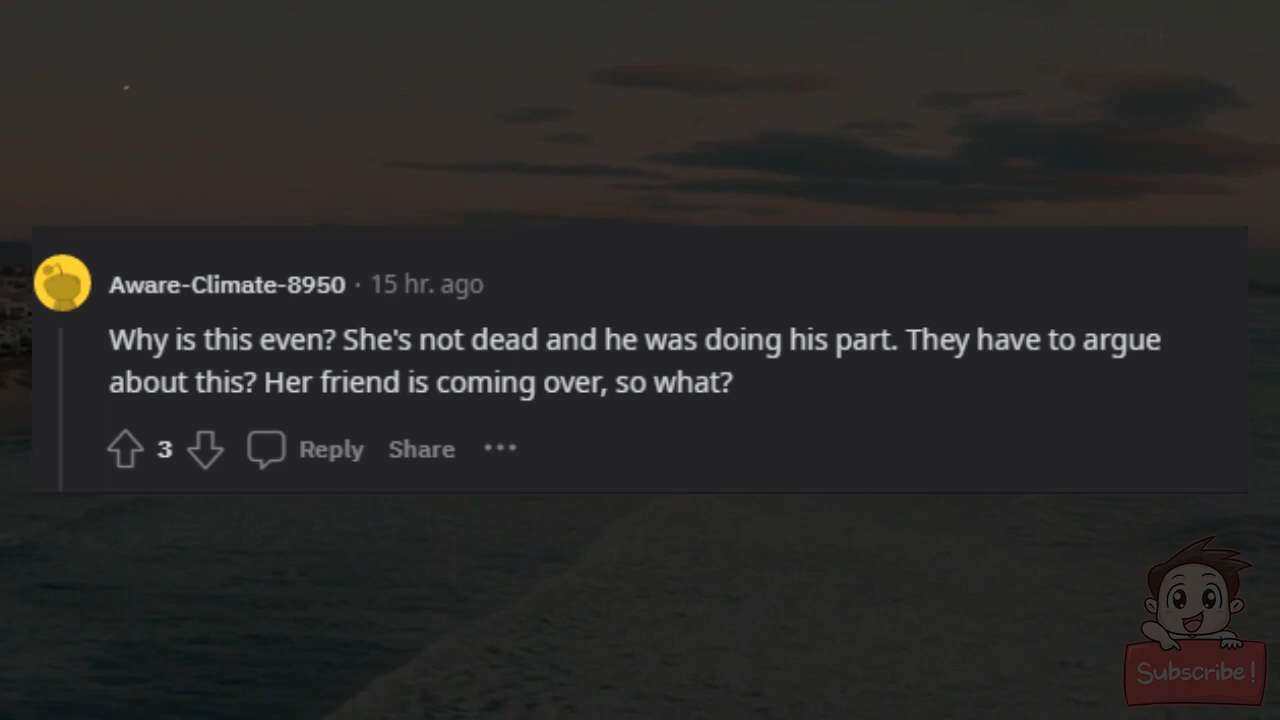 Aware-Climate-8950 · 15 hr. ago
Why is this even? She's not dead and he was doing his part. They have to argue
about this? Her friend is coming over, so what?
3 Reply Share ···
Subscribe!